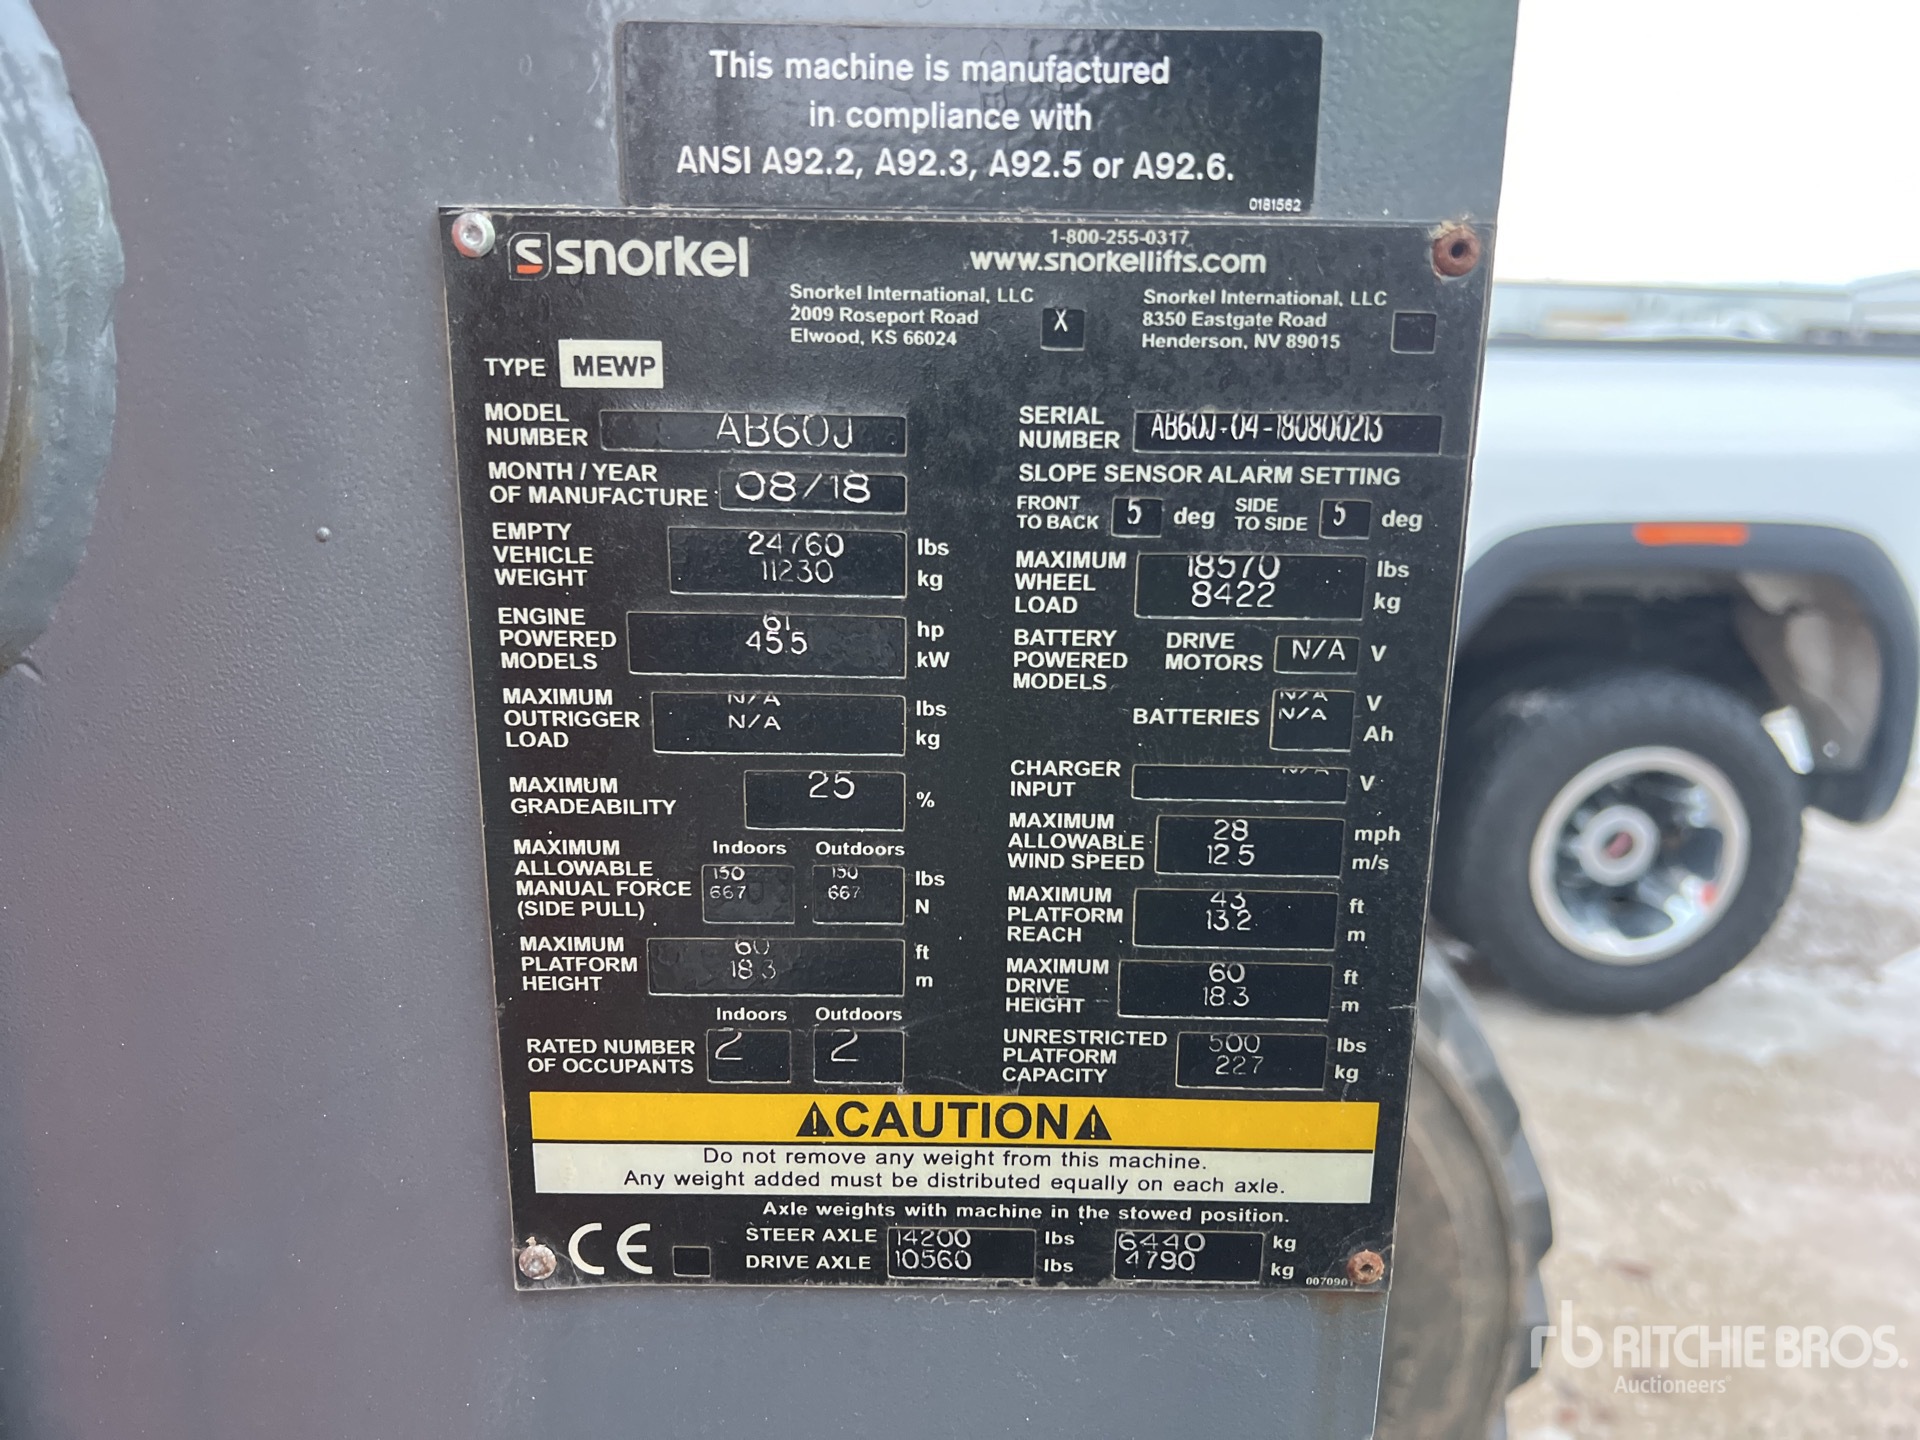 This machine is manufactured
in compliance with
ANSI A92.2, A92.3, A92.5 or A92.6.
0181562
snorkel
1-800-255-0317
www.snorkellifts.com
Snorkel International, LLC
2009 Roseport Road
Elwood, KS 66024
X
Snorkel International, LLC
8350 Eastgate Road
Henderson, NV 89015
TYPE MEWP
MODEL
NUMBER AB60J
MONTH / YEAR
OF MANUFACTURE 08/18
EMPTY
VEHICLE
WEIGHT
24760 lbs
11230 kg
ENGINE
POWERED
MODELS
61 hp
45.5 kW
MAXIMUM
OUTRIGGER
LOAD
N/A lbs
N/A kg
MAXIMUM
GRADEABILITY
25 %
MAXIMUM
ALLOWABLE
MANUAL FORCE
(SIDE PULL)
Indoors Outdoors
150 150 lbs
667 667 N
MAXIMUM
PLATFORM
HEIGHT
60 ft
18.3 m
Indoors Outdoors
RATED NUMBER
OF OCCUPANTS
2 2
SERIAL
NUMBER AB60J-04-180800213
SLOPE SENSOR ALARM SETTING
FRONT
TO BACK 5 deg
SIDE
TO SIDE 5 deg
MAXIMUM
WHEEL
LOAD
18570 lbs
8422 kg
BATTERY
POWERED
MODELS
DRIVE
MOTORS N/A V
BATTERIES
N/A V
N/A Ah
CHARGER
INPUT N/A V
MAXIMUM
ALLOWABLE
WIND SPEED
28 mph
12.5 m/s
MAXIMUM
PLATFORM
REACH
43 ft
13.2 m
MAXIMUM
DRIVE
HEIGHT
60 ft
18.3 m
UNRESTRICTED
PLATFORM
CAPACITY
500 lbs
227 kg
CAUTION
Do not remove any weight from this machine.
Any weight added must be distributed equally on each axle.
Axle weights with machine in the stowed position.
STEER AXLE 14200 lbs 6440 kg
DRIVE AXLE 10560 lbs 4790 kg
CE
rb RITCHIE BROS.
Auctioneers